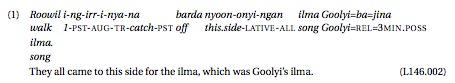 (1) Roowil i-ng-irr-i-nya-na barda nyoon-onyi-ngan ilma Goolyi=ba=jina
walk 1-PST-AUG-TR-catch-PST off this.side-LATIVE-ALL song Goolyi=REL=3MIN.POSS
ilma.
song
They all came to this side for the ilma, which was Goolyi’s ilma. (L146.002)